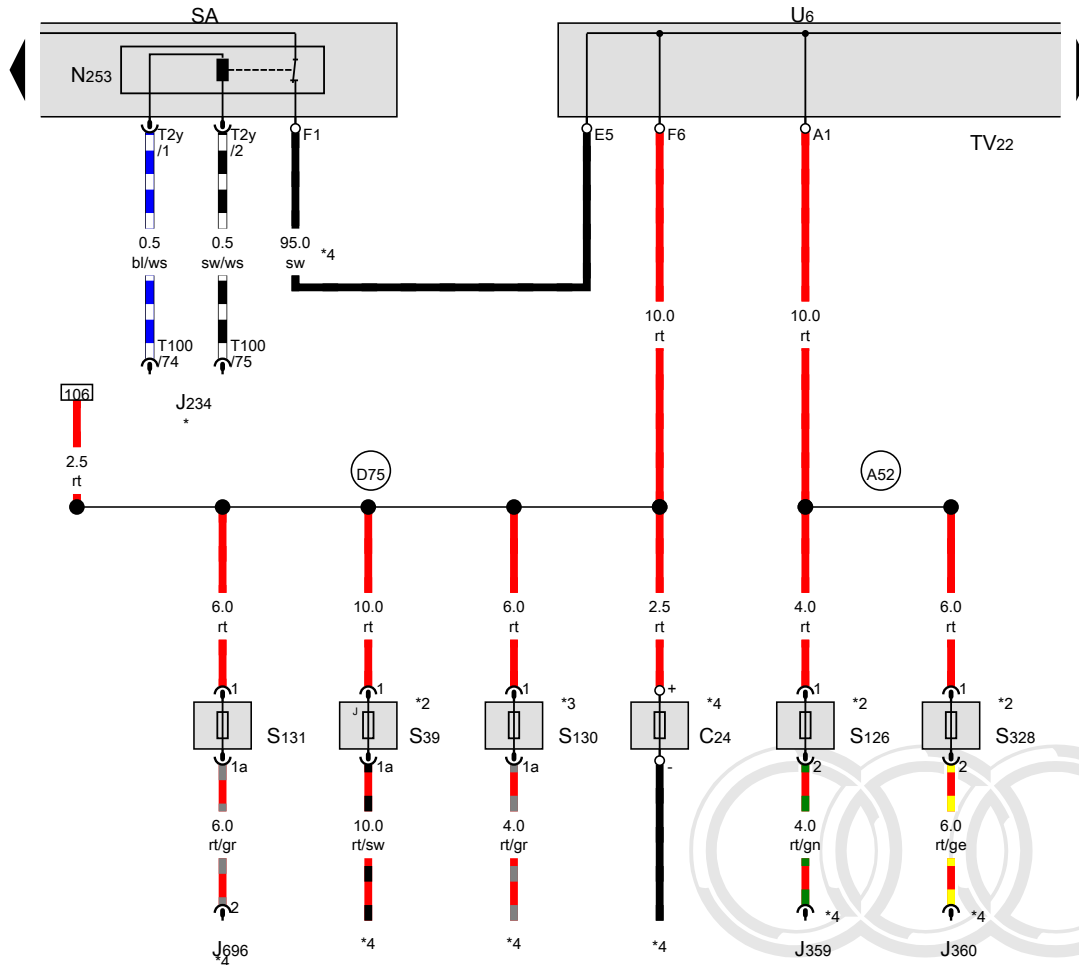 SA
U6
N253
T2y
/1
T2y
/2
F1
E5
F6
A1
TV22
0.5
bl/ws
0.5
sw/ws
95.0
sw
*4
10.0
rt
10.0
rt
T100
/74
T100
/75
J234
*
106
2.5
rt
D75
A52
6.0
rt
10.0
rt
6.0
rt
2.5
rt
4.0
rt
6.0
rt
1
S131
1a
1
*2
J
S39
1a
1
*3
S130
1a
+
*4
C24
-
1
*2
S126
2
1
*2
S328
2
6.0
rt/gr
10.0
rt/sw
4.0
rt/gr
4.0
rt/gn
6.0
rt/ge
2
J696
*4
*4
*4
*4
*4
J359
*4
J360